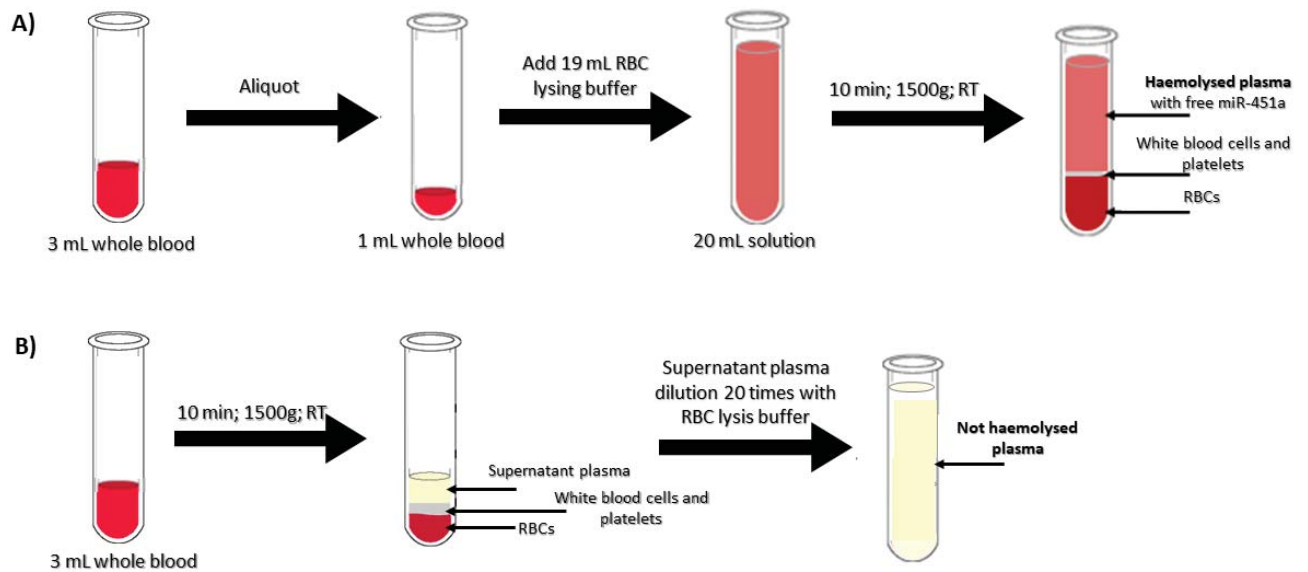 A)
Aliquot
Add 19 mL RBC
lysing buffer
10 min; 1500g; RT
Haemolysed plasma
with free miR-451a
White blood cells and
platelets
RBCs
3 mL whole blood
1 mL whole blood
20 mL solution
B)
10 min; 1500g; RT
Supernatant plasma
dilution 20 times with
RBC lysis buffer
Not haemolysed
plasma
Supernatant plasma
White blood cells and
platelets
RBCs
3 mL whole blood